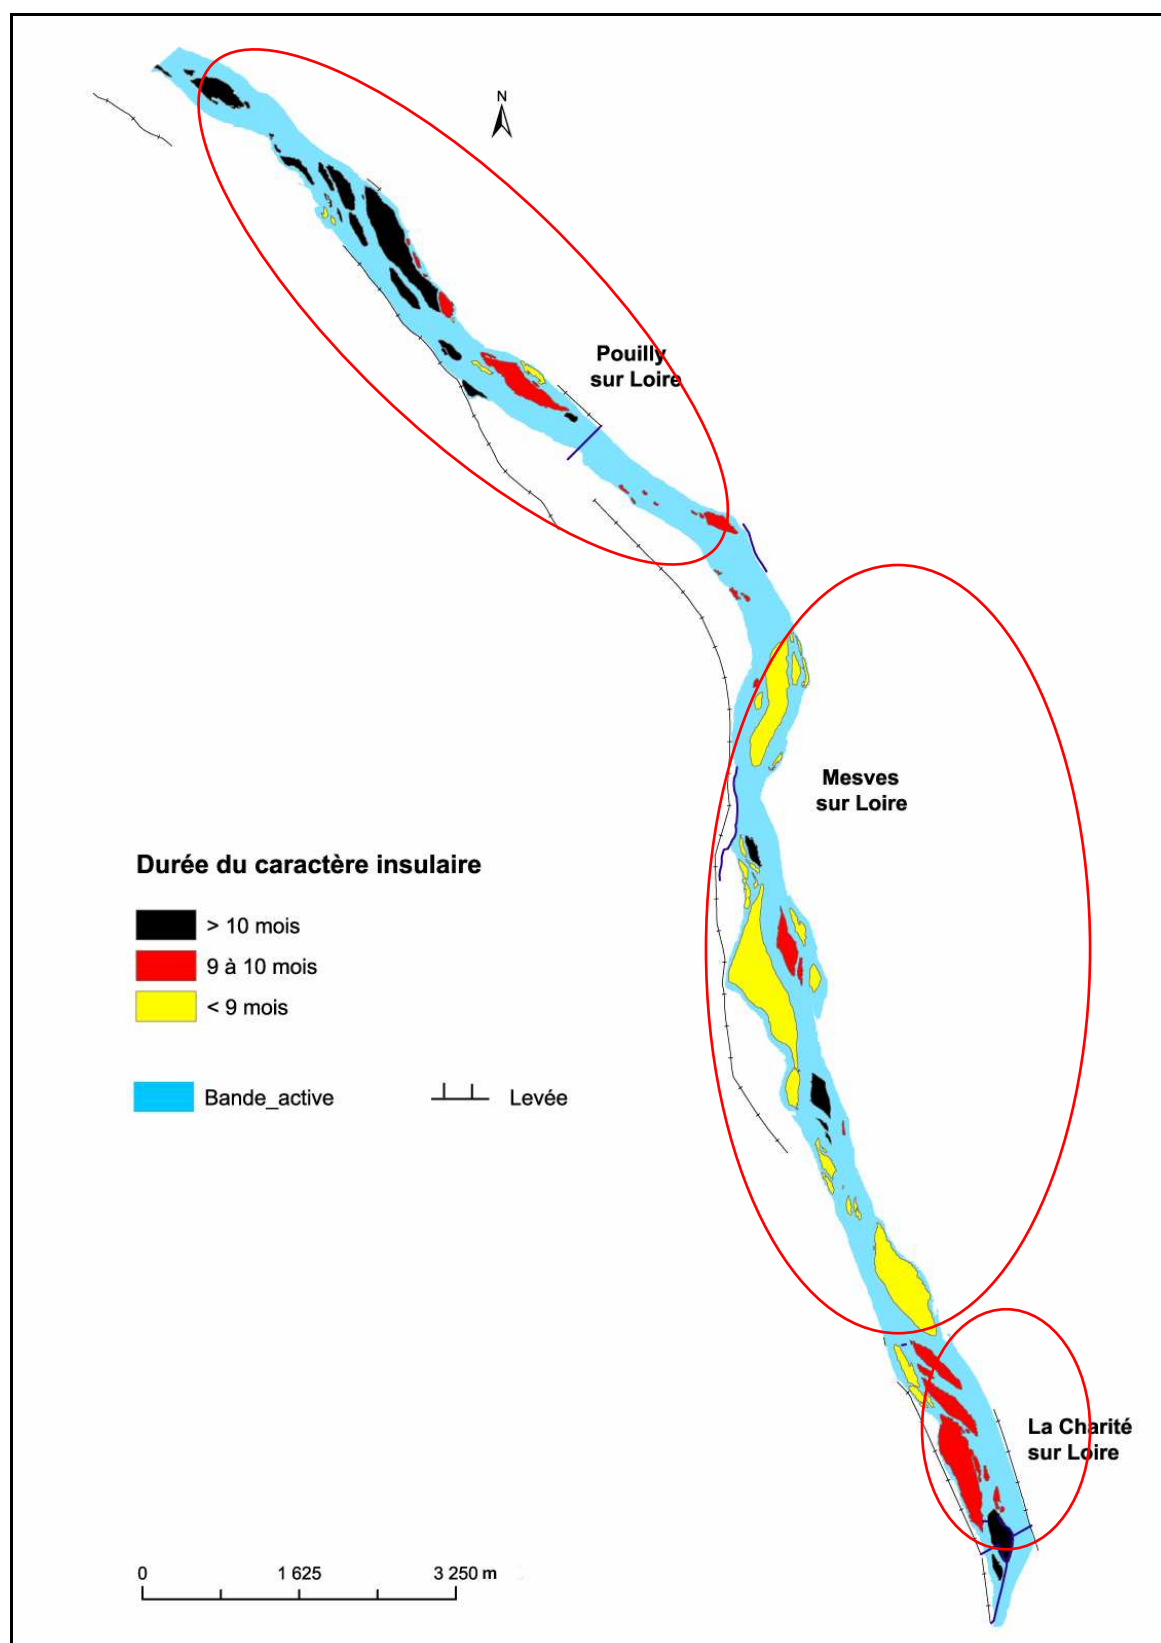 N
Pouilly
sur Loire
Mesves
sur Loire
Durée du caractère insulaire
> 10 mois
9 à 10 mois
< 9 mois
Bande_active
Levée
La Charité
sur Loire
0 1 625 3 250 m